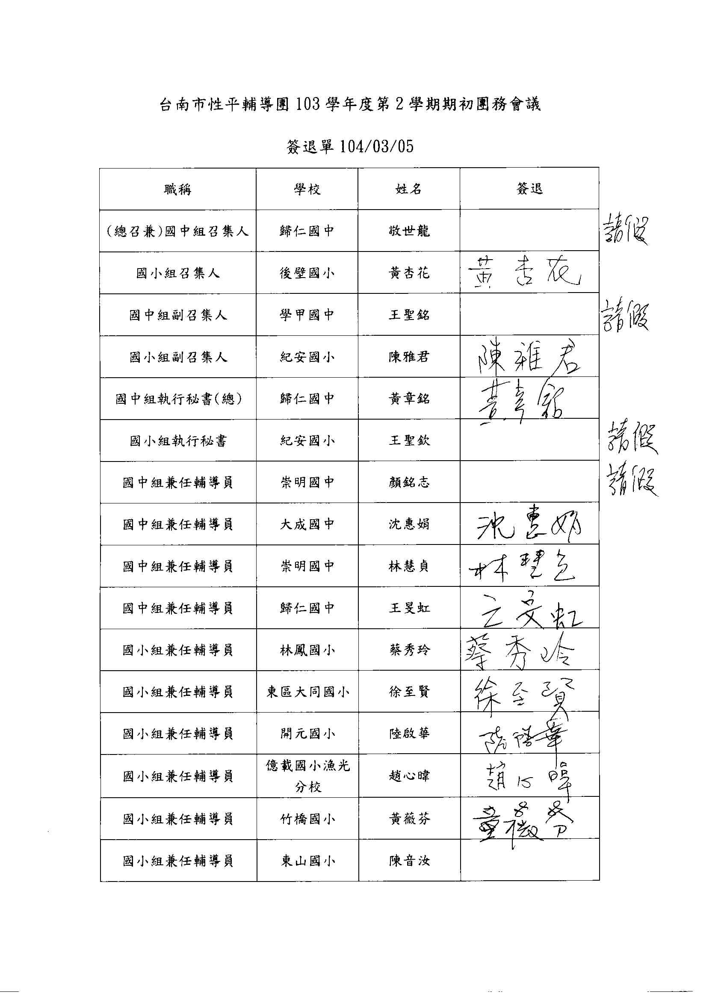 台南市性平輔導團 103 學年度第 2 學期期初團務會議
簽退單 104/03/05
職稱 學校 姓名 簽退
(總召兼)國中組召集人 歸仁國中 敬世龍 請假
國小組召集人 後壁國小 黃杏花 黃杏花
國中組副召集人 學甲國中 王聖銘 請假
國小組副召集人 紀安國小 陳雅君 陳雅君
國中組執行秘書(總) 歸仁國中 黃章銘 黃章銘
國小組執行秘書 紀安國小 王聖欽 請假
國中組兼任輔導員 崇明國中 顏銘志 請假
國中組兼任輔導員 大成國中 沈惠娟 沈惠娟
國中組兼任輔導員 崇明國中 林慧貞 林慧貞
國中組兼任輔導員 歸仁國中 王旻虹 王旻虹
國小組兼任輔導員 林鳳國小 蔡秀玲 蔡秀玲
國小組兼任輔導員 東區大同國小 徐至賢 徐至賢
國小組兼任輔導員 開元國小 陸啟華 陸啟華
國小組兼任輔導員 億載國小漁光 趙心暐 趙心暐
分校
國小組兼任輔導員 竹橋國小 黃薇芬 黃薇芬
國小組兼任輔導員 東山國小 陳音汝